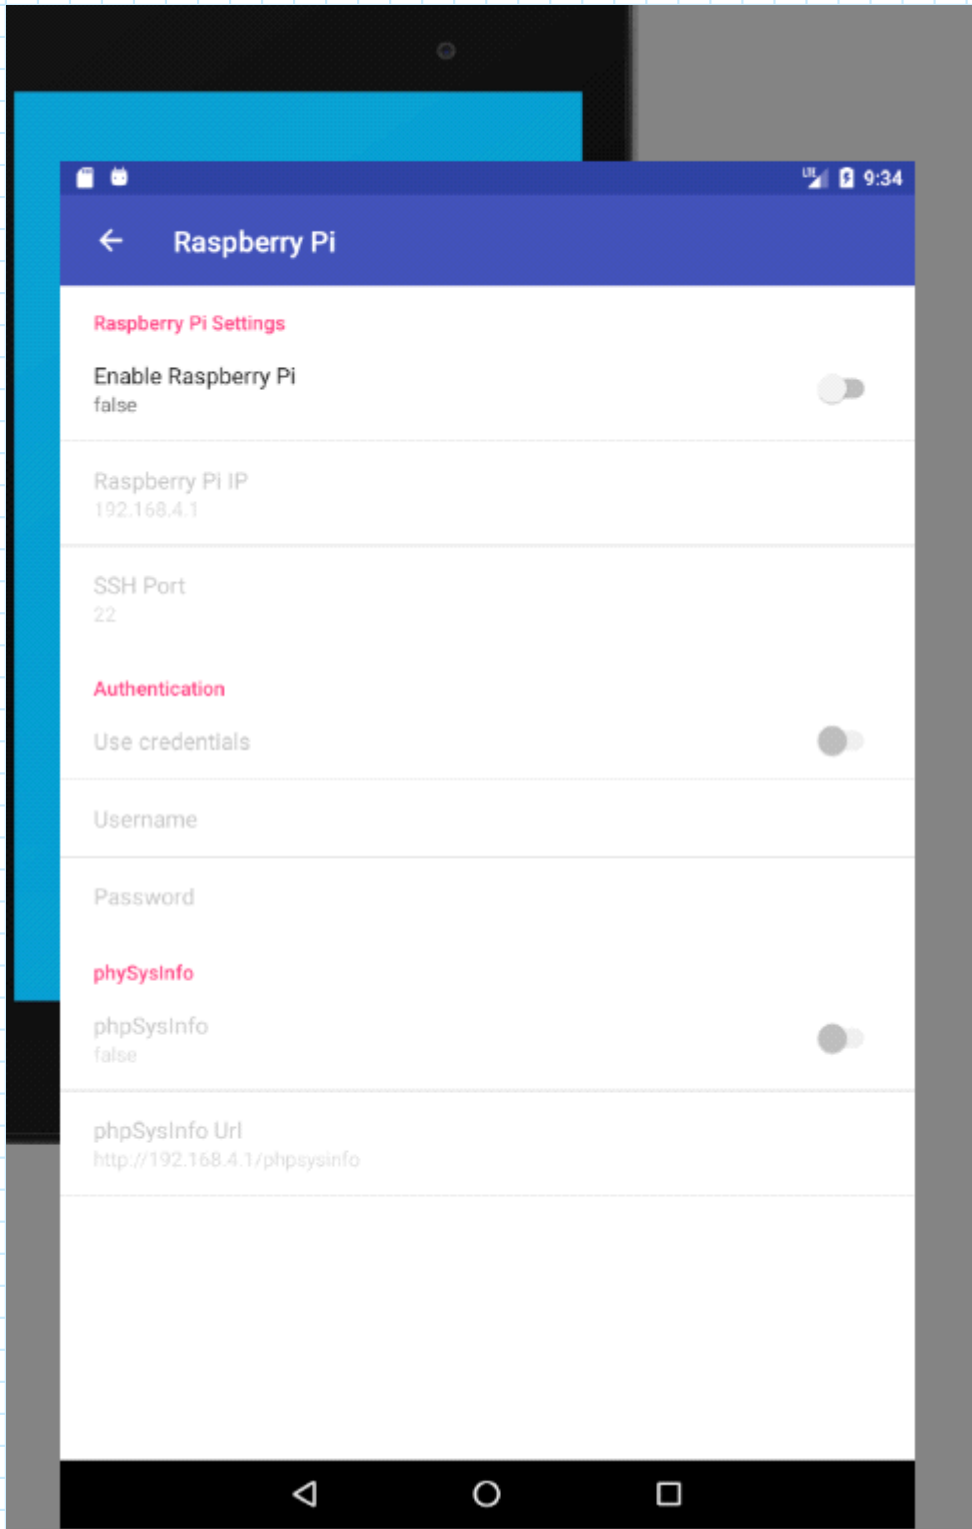 LTE 9:34
Raspberry Pi
Raspberry Pi Settings
Enable Raspberry Pi
false
Raspberry Pi IP
192.168.4.1
SSH Port
22
Authentication
Use credentials
Username
Password
phySysInfo
phpSysInfo
false
phpSysInfo Url
http://192.168.4.1/phpsysinfo